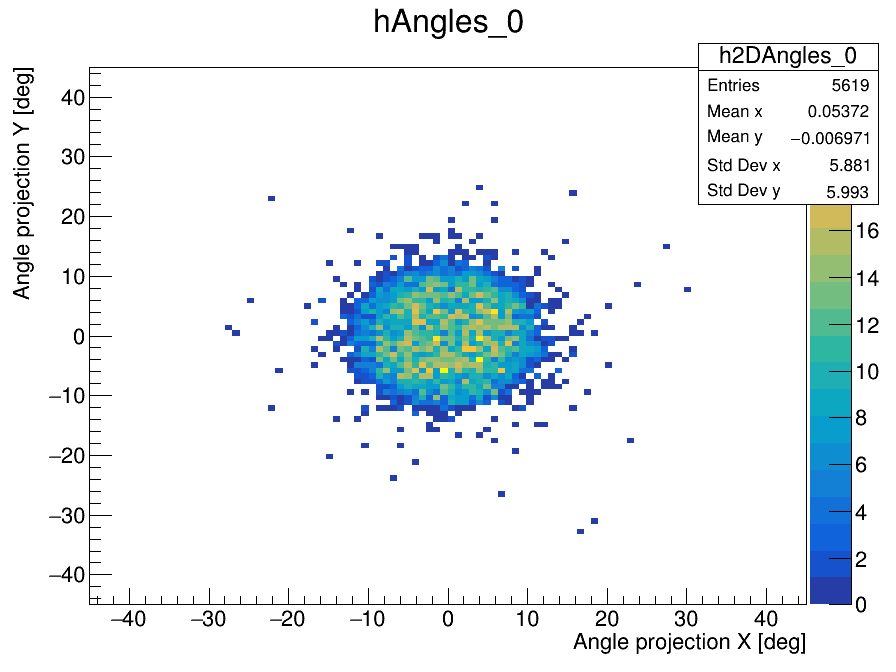 hAngles_0
h2DAngles_0
Entries 5619
Mean x 0.05372
Mean y −0.006971
Std Dev x 5.881
Std Dev y 5.993
Angle projection Y [deg]
40
30
20
10
0
−10
−20
−30
−40
−40 −30 −20 −10 0 10 20 30 40
Angle projection X [deg]
16
14
12
10
8
6
4
2
0